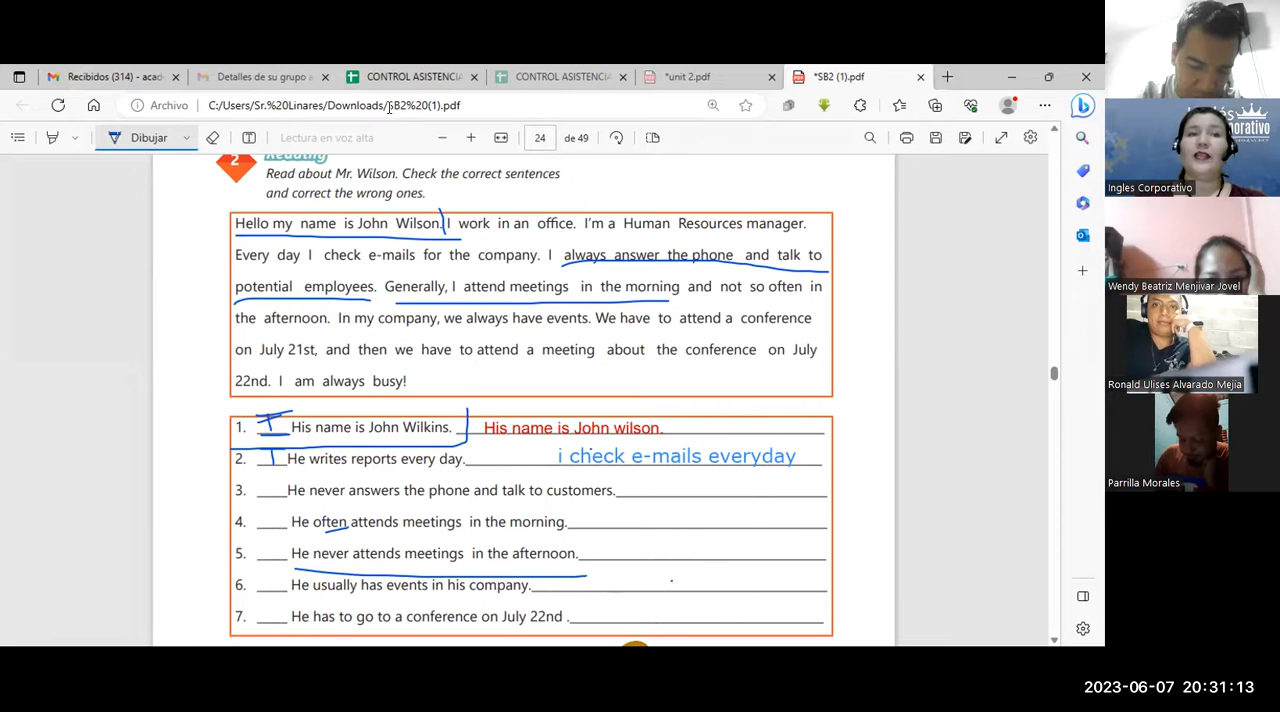 Recibidos (314) - acad
Detalles de su grupo a
CONTROL ASISTENCIA
CONTROL ASISTENCIA
*unit 2.pdf
*SB2 (1).pdf
Archivo
C:/Users/Sr.%20Linares/Downloads/SB2%20(1).pdf
Dibujar
Lectura en voz alta
24
de 49
2
Reading
Read about Mr. Wilson. Check the correct sentences
and correct the wrong ones.
Hello my name is John Wilson. I work in an office. I'm a Human Resources manager.
Every day I check e-mails for the company. I always answer the phone and talk to
potential employees. Generally, I attend meetings in the morning and not so often in
the afternoon. In my company, we always have events. We have to attend a conference
on July 21st, and then we have to attend a meeting about the conference on July
22nd. I am always busy!
1. ____ His name is John Wilkins. His name is John wilson.
2. ____He writes reports every day. i check e-mails everyday
3. ____He never answers the phone and talk to customers.
4. ____ He often attends meetings in the morning.
5. ____ He never attends meetings in the afternoon.
6. ____ He usually has events in his company.
7. ____ He has to go to a conference on July 22nd .
Ingles Corporativo
Wendy Beatriz Menjivar Jovel
Ronald Ulises Alvarado Mejia
Parrilla Morales
2023-06-07 20:31:13